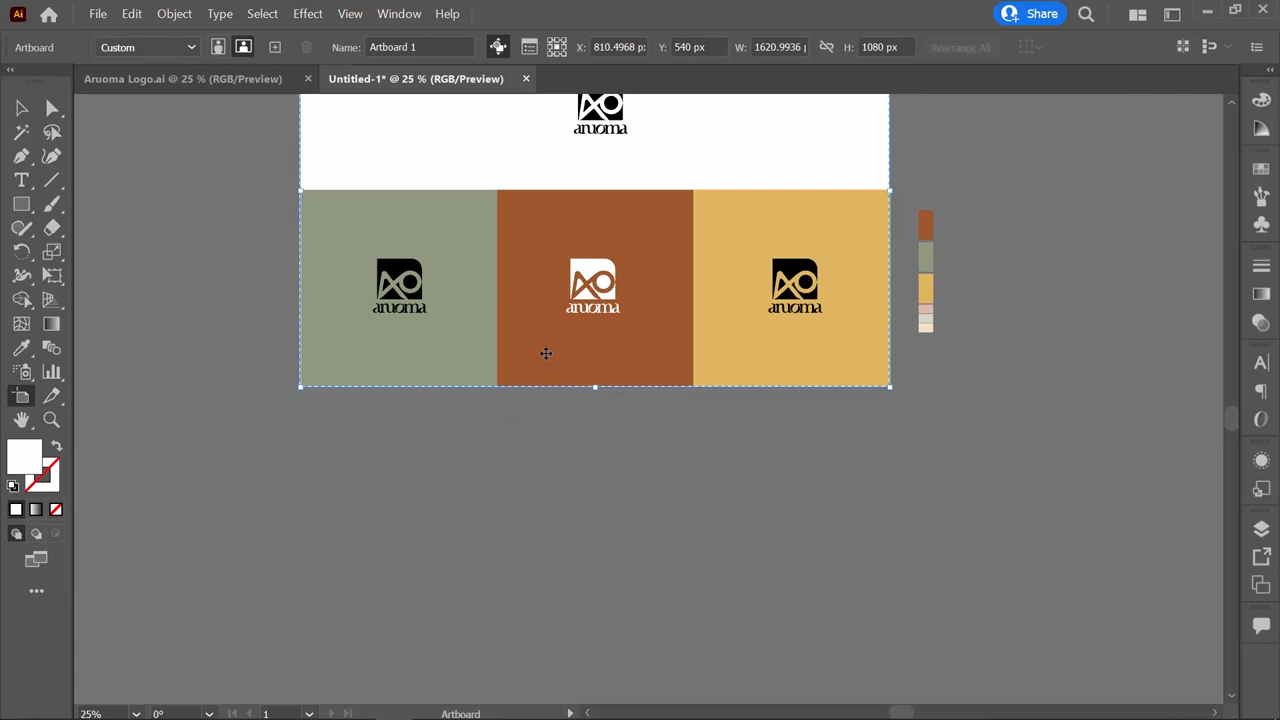 Ai File Edit Object Type Select Effect View Window Help Share
Artboard Custom Name: Artboard 1 X: 810.4968 p: Y: 540 px W: 1620.9936 p H: 1080 px Rearrange All
Aruoma Logo.ai @ 25 % (RGB/Preview) × Untitled-1* @ 25 % (RGB/Preview) ×
aruoma
aruoma aruoma aruoma
25% 0° 1 Artboard